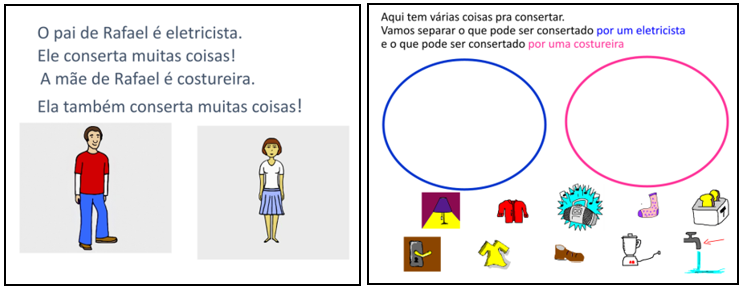 O pai de Rafael é eletricista.
Ele conserta muitas coisas!
A mãe de Rafael é costureira.
Ela também conserta muitas coisas!
Aqui tem várias coisas pra consertar.
Vamos separar o que pode ser consertado por um eletricista
e o que pode ser consertado por uma costureira